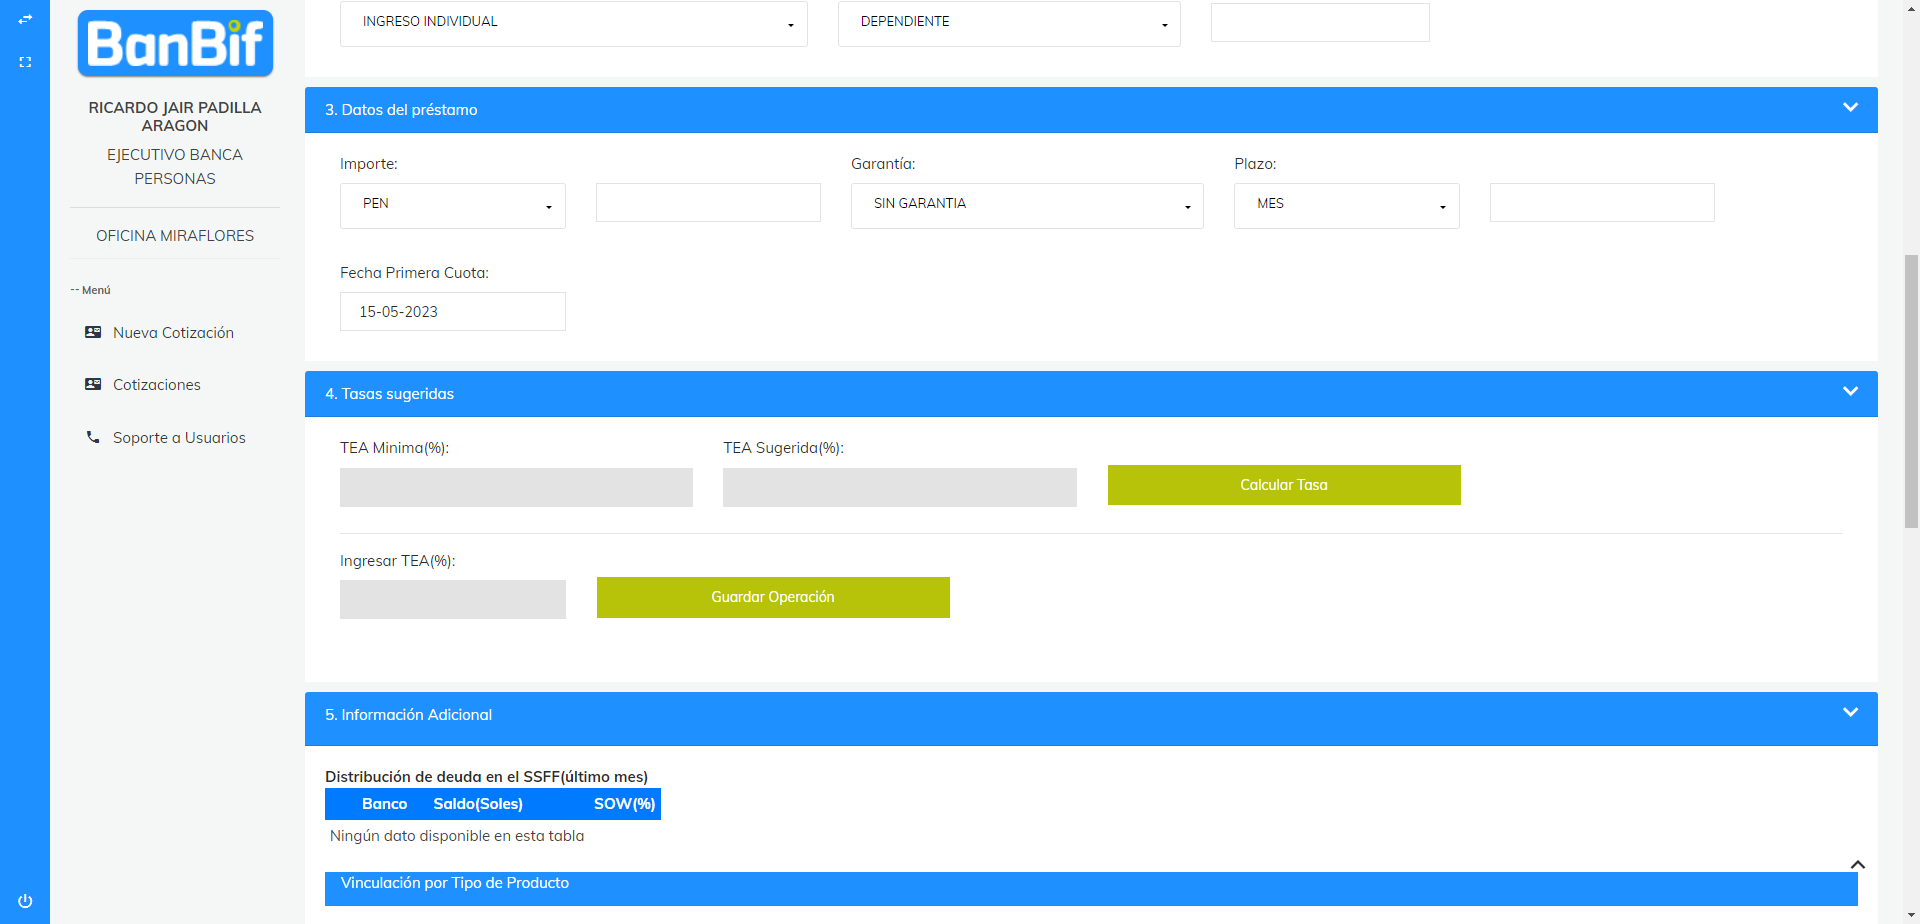 BanBif
RICARDO JAIR PADILLA
ARAGON
EJECUTIVO BANCA
PERSONAS
OFICINA MIRAFLORES
-- Menú
Nueva Cotización
Cotizaciones
Soporte a Usuarios
INGRESO INDIVIDUAL
DEPENDIENTE
3. Datos del préstamo
Importe:
Garantía:
Plazo:
PEN
SIN GARANTIA
MES
Fecha Primera Cuota:
15-05-2023
4. Tasas sugeridas
TEA Minima(%):
TEA Sugerida(%):
Calcular Tasa
Ingresar TEA(%):
Guardar Operación
5. Información Adicional
Distribución de deuda en el SSFF(último mes)
Banco Saldo(Soles) SOW(%)
Ningún dato disponible en esta tabla
Vinculación por Tipo de Producto